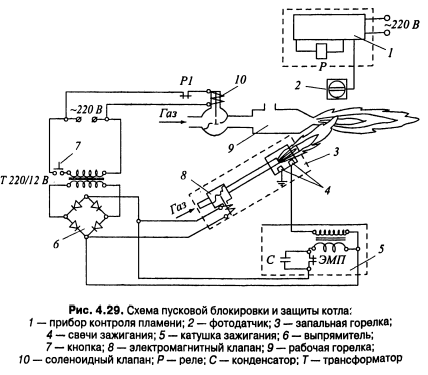 ~220 В
1
P
2
P1
10
~220 В
Газ
7
9
3
T 220/12 В
8
4
Газ
6
С
ЭМП
5
Рис. 4.29. Схема пусковой блокировки и защиты котла:
1 — прибор контроля пламени; 2 — фотодатчик; 3 — запальная горелка;
4 — свечи зажигания; 5 — катушка зажигания; 6 — выпрямитель;
7 — кнопка; 8 — электромагнитный клапан; 9 — рабочая горелка;
10 — соленоидный клапан; Р — реле; С — конденсатор; Т — трансформатор